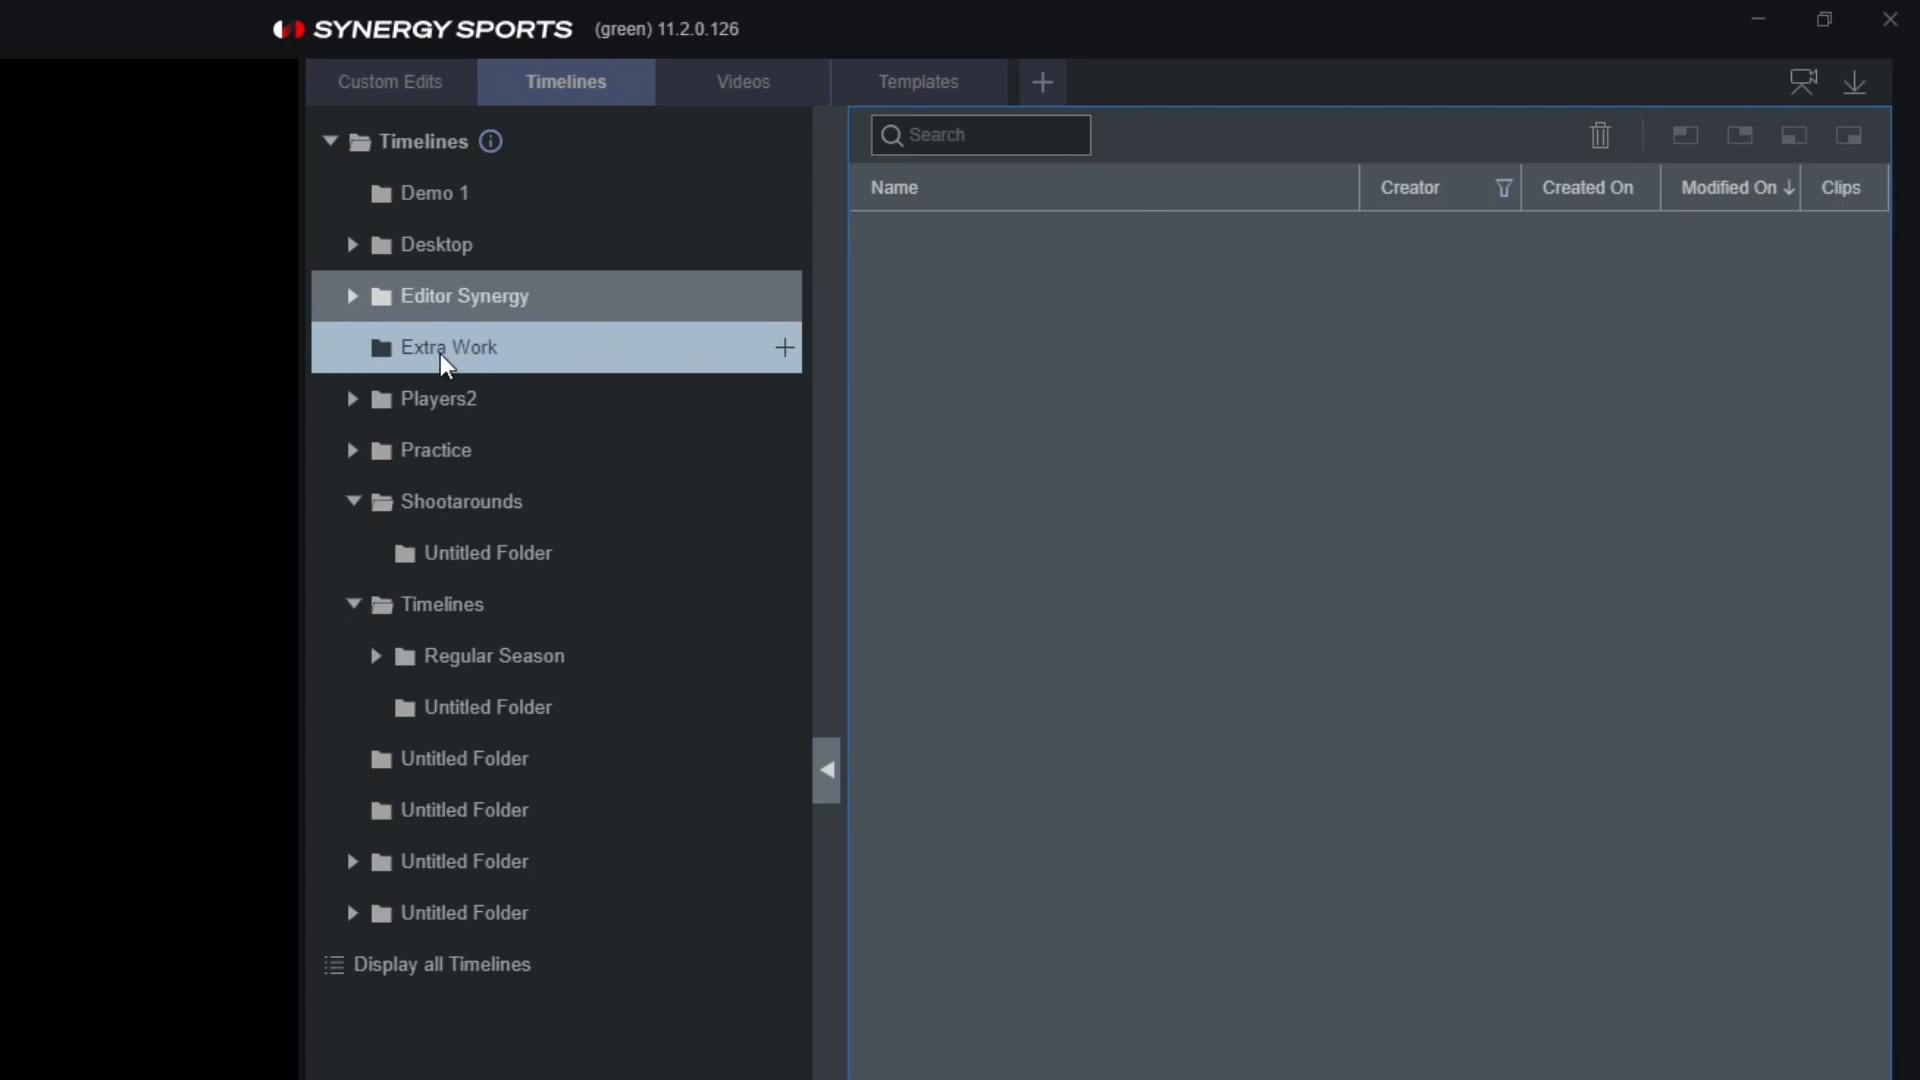 SYNERGY SPORTS (green) 11.2.0.126
Custom Edits Timelines Videos Templates
Timelines
Demo 1
Desktop
Editor Synergy
Extra Work
Players2
Practice
Shootarounds
Untitled Folder
Timelines
Regular Season
Untitled Folder
Untitled Folder
Untitled Folder
Untitled Folder
Untitled Folder
Display all Timelines
Search
Name Creator Created On Modified On Clips